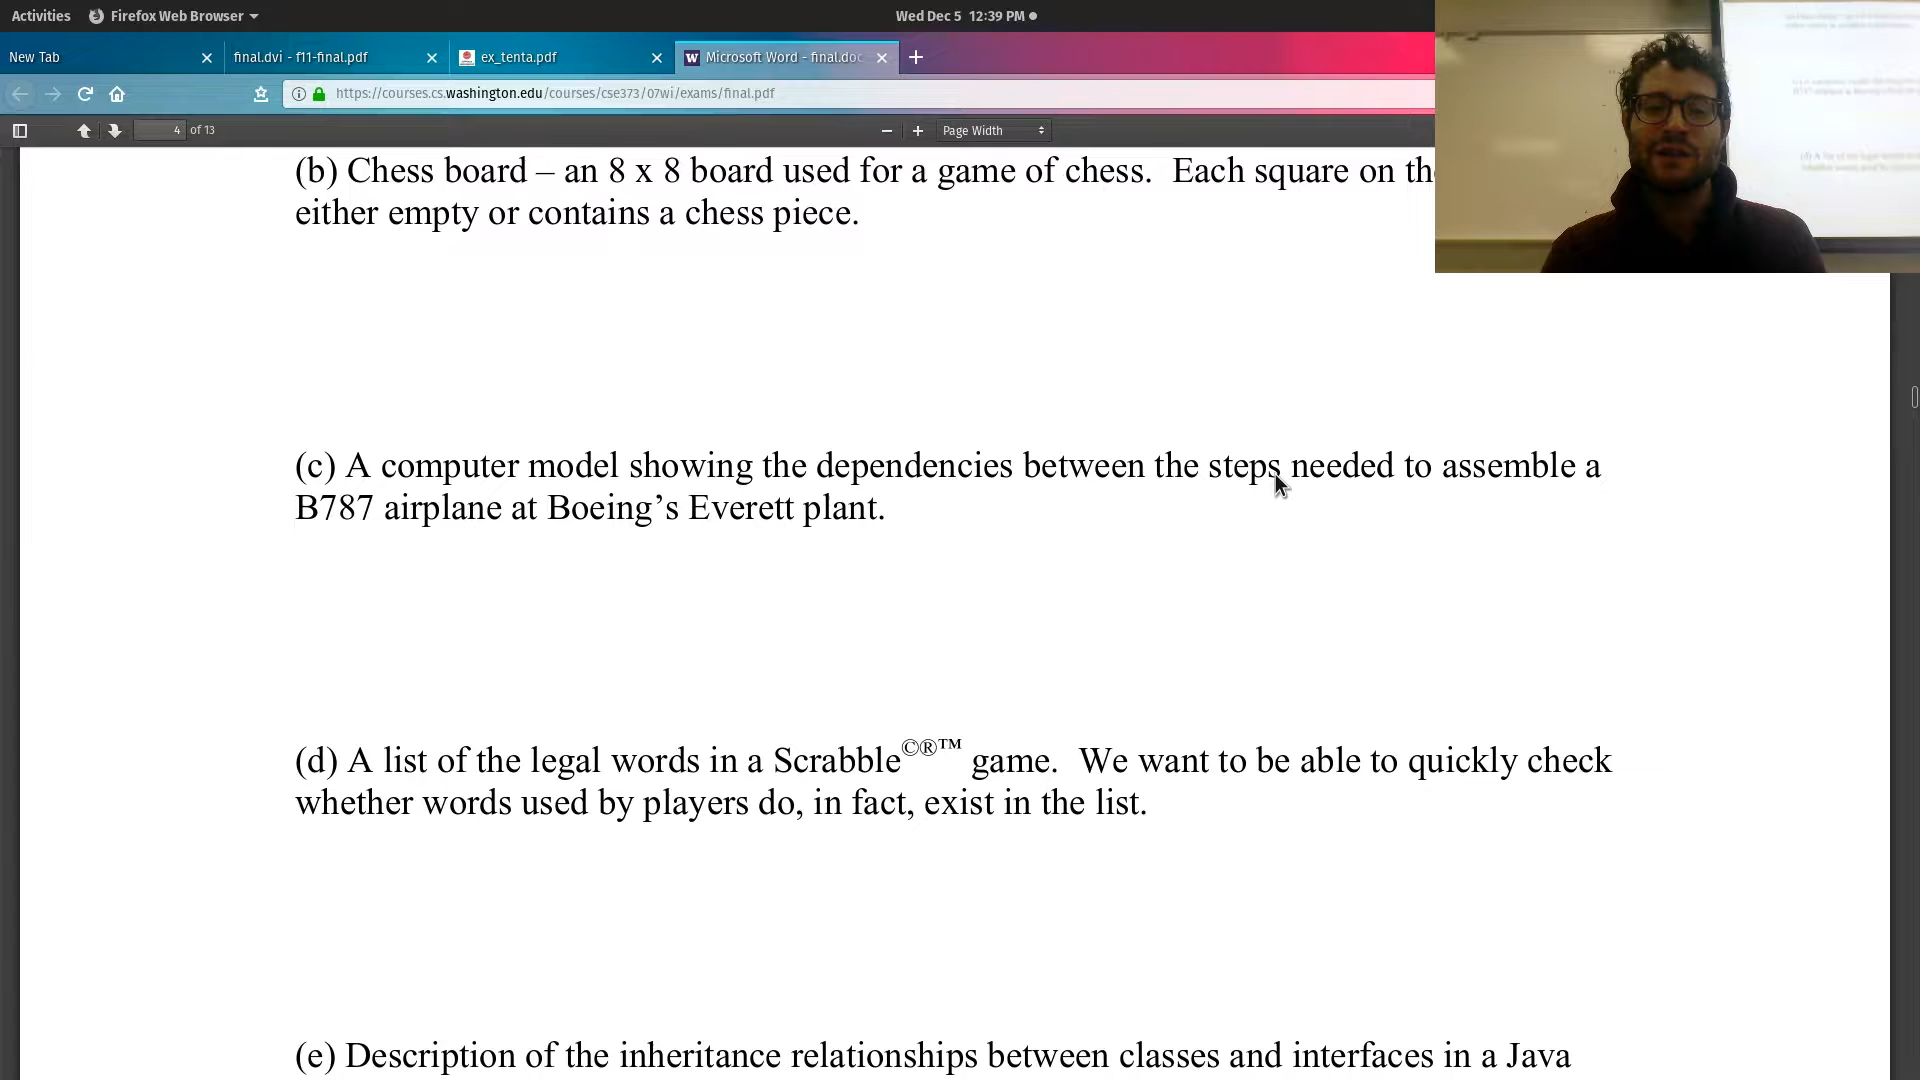 Activities
Firefox Web Browser
Wed Dec 5 12:39 PM
New Tab
final.dvi - f11-final.pdf
ex_tenta.pdf
Microsoft Word - final.doc
https://courses.cs.washington.edu/courses/cse373/07wi/exams/final.pdf
4 of 13
Page Width
(b) Chess board – an 8 x 8 board used for a game of chess. Each square on the
either empty or contains a chess piece.
(c) A computer model showing the dependencies between the steps needed to assemble a
B787 airplane at Boeing’s Everett plant.
(d) A list of the legal words in a Scrabble©®™ game. We want to be able to quickly check
whether words used by players do, in fact, exist in the list.
(e) Description of the inheritance relationships between classes and interfaces in a Java